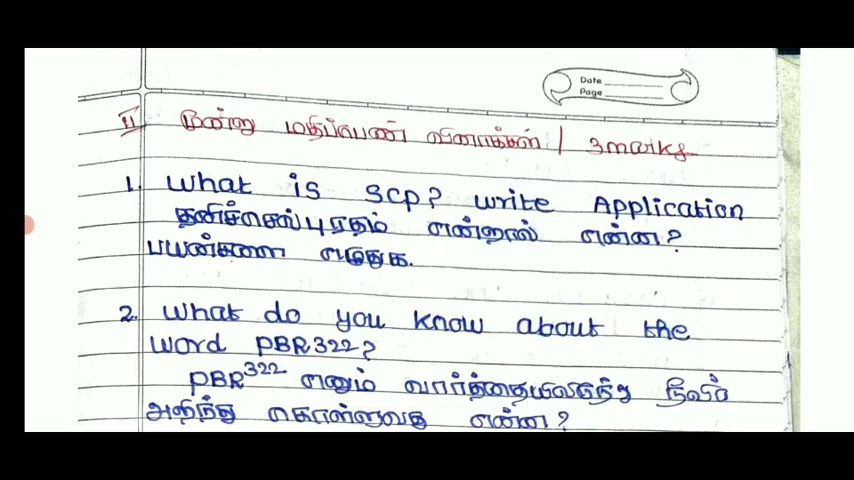 Date
Page
II மூன்று மதிப்பெண் வினாக்கள் / 3marks
1. What is SCP? write Application
தனிச்செல்புரதம் என்றால் என்ன?
பயன்களை எழுதுக.
2. What do you know about the
word PBR322?
PBR322 எனும் வார்த்தையிலிருந்து நீவிர்
அறிந்து கொள்ளுவது என்ன?